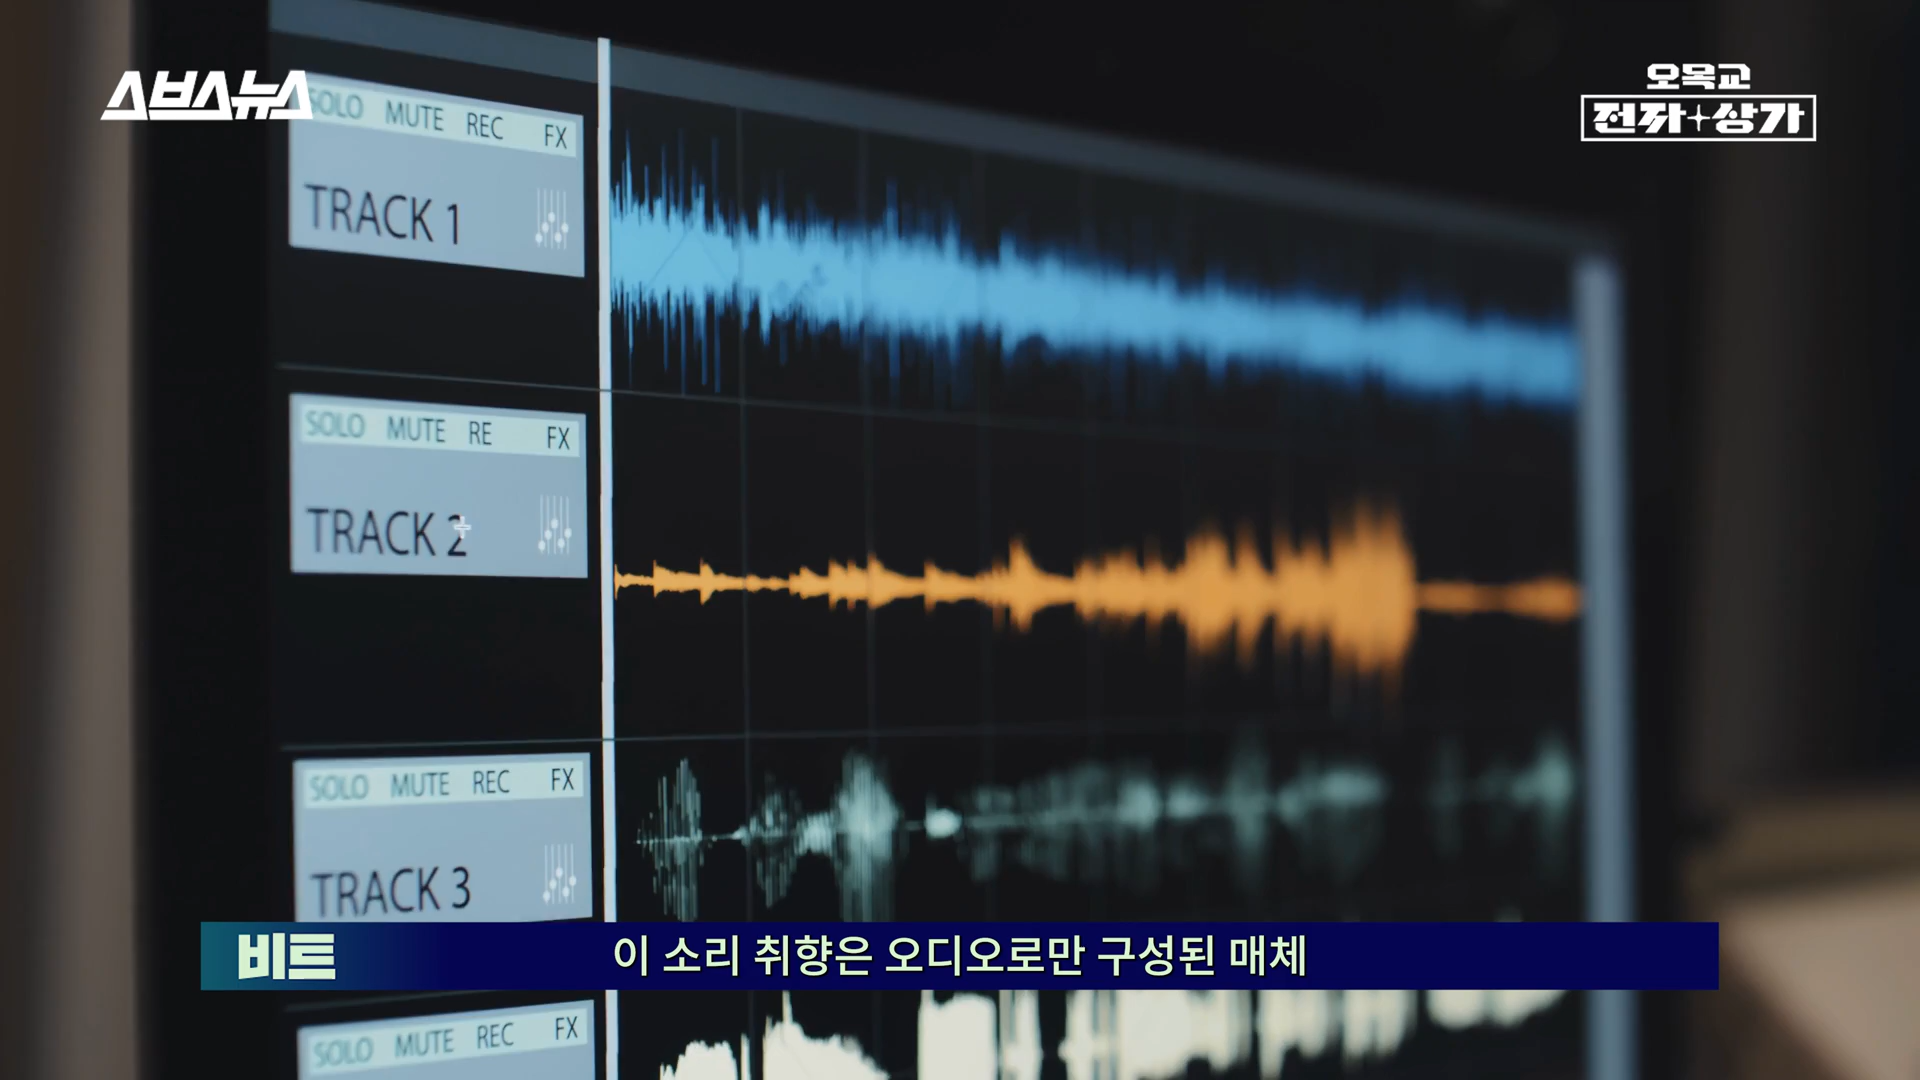 스브스뉴스
오목교
전자상가
SOLO MUTE REC FX
TRACK 1
SOLO MUTE RE FX
TRACK 2
SOLO MUTE REC FX
TRACK 3
비트
이 소리 취향은 오디오로만 구성된 매체
SOLO MUTE REC FX